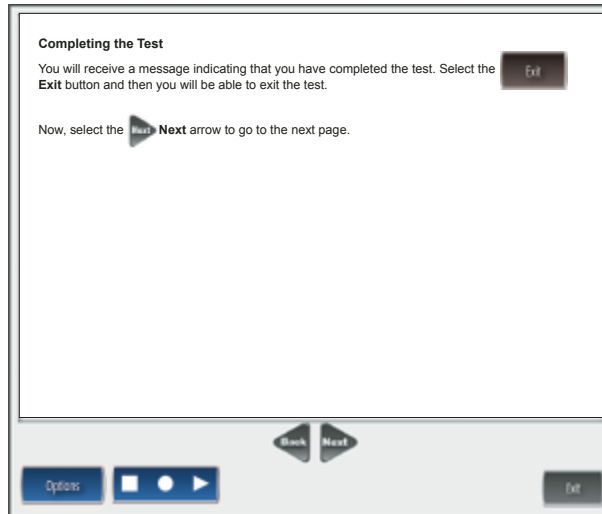 Completing the Test
You will receive a message indicating that you have completed the test. Select the Exit
Exit button and then you will be able to exit the test.
Now, select the Next Next arrow to go to the next page.
Back Next
Options
Exit